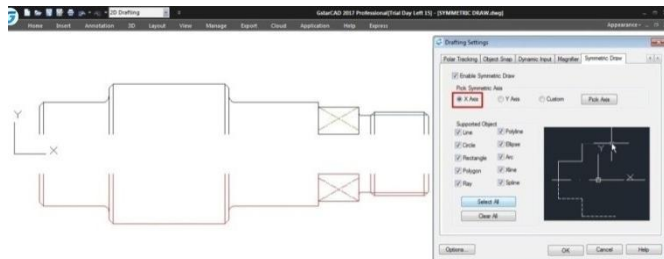 2D Drafting
GstarCAD 2017 Professional(Trial Day Left 15) - [SYMMETRIC DRAW.dwg]
Home Insert Annotation 3D Layout View Manage Export Cloud Application Help Express
Appearance
Y
X
Drafting Settings
Polar Tracking Object Snap Dynamic Input Magnifier Symmetric Draw
Enable Symmetric Draw
Pick Symmetric Axis
X Axis Y Axis Custom Pick Axis
Supported Object
Line Polyline
Circle Ellipse
Rectangle Arc
Polygon Xline
Ray Spline
Select All
Clear All
Y
X
Options... OK Cancel Help